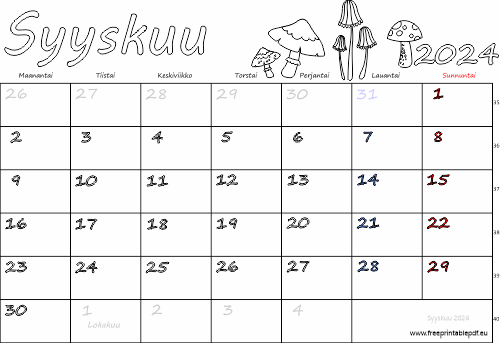 Syyskuu 2024
Maanantai Tiistai Keskiviikko Torstai Perjantai Lauantai Sunnuntai
26 27 28 29 30 31 1 35
2 3 4 5 6 7 8 36
9 10 11 12 13 14 15 37
16 17 18 19 20 21 22 38
23 24 25 26 27 28 29 39
30 1 2 3 4 40
Lokakuu
Syyskuu 2024
www.freeprintablepdf.eu